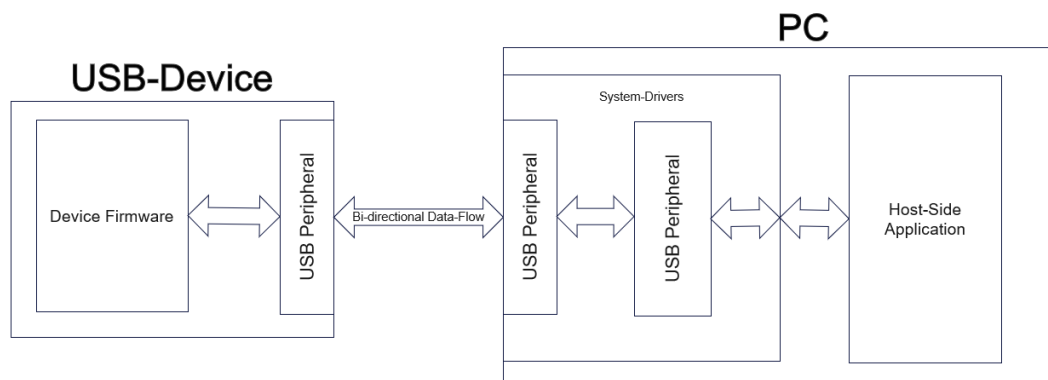 PC
USB-Device
System-Drivers
Device Firmware
USB Peripheral
Bi-directional Data-Flow
USB Peripheral
USB Peripheral
Host-Side
Application